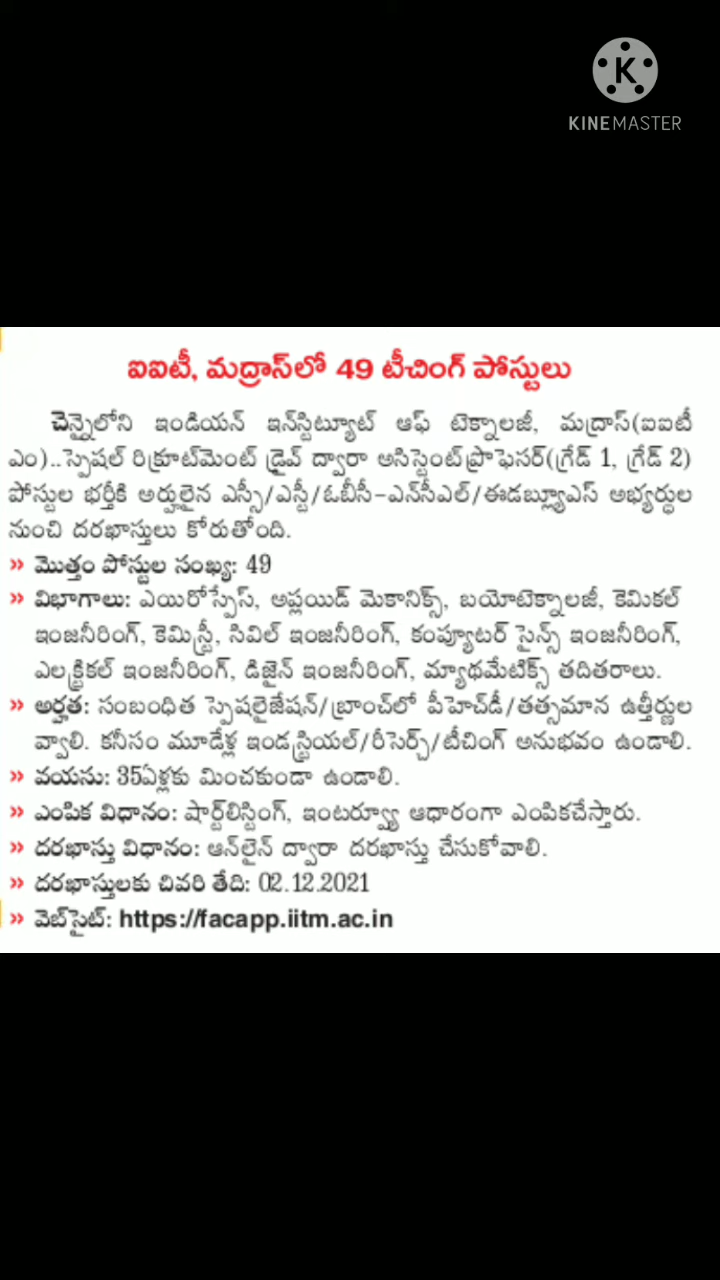 KINEMASTER
ఐఐటీ, మద్రాస్‌లో 49 టీచింగ్ పోస్టులు
చెన్నైలోని ఇండియన్ ఇన్‌స్టిట్యూట్ ఆఫ్ టెక్నాలజీ, మద్రాస్(ఐఐటీ
ఎం)..స్పెషల్ రిక్రూట్‌మెంట్ డ్రైవ్ ద్వారా అసిస్టెంట్‌ప్రొఫెసర్(గ్రేడ్ 1, గ్రేడ్ 2)
పోస్టుల భర్తీకి అర్హులైన ఎస్సీ/ఎస్టీ/ఓబీసీ-ఎన్‌సీఎల్/ఈడబ్ల్యూఎస్ అభ్యర్థుల
నుంచి దరఖాస్తులు కోరుతోంది.
» మొత్తం పోస్టుల సంఖ్య: 49
» విభాగాలు: ఎయిరోస్పేస్, అప్లయిడ్ మెకానిక్స్, బయోటెక్నాలజీ, కెమికల్
ఇంజనీరింగ్, కెమిస్ట్రీ, సివిల్ ఇంజనీరింగ్, కంప్యూటర్ సైన్స్ ఇంజనీరింగ్,
ఎలక్ట్రికల్ ఇంజనీరింగ్, డిజైన్ ఇంజనీరింగ్, మ్యాథమేటిక్స్ తదితరాలు.
» అర్హత: సంబంధిత స్పెషలైజేషన్/బ్రాంచ్‌లో పీహెచ్‌డీ/తత్సమాన ఉత్తీర్ణుల
వ్వాలి. కనీసం మూడేళ్ల ఇండస్ట్రియల్/రీసెర్చ్/టీచింగ్ అనుభవం ఉండాలి.
» వయసు: 35ఏళ్లకు మించకుండా ఉండాలి.
» ఎంపిక విధానం: షార్ట్‌లిస్టింగ్, ఇంటర్వ్యూ ఆధారంగా ఎంపికచేస్తారు.
» దరఖాస్తు విధానం: ఆన్‌లైన్ ద్వారా దరఖాస్తు చేసుకోవాలి.
» దరఖాస్తులకు చివరి తేది: 02.12.2021
» వెబ్‌సైట్: https://facapp.iitm.ac.in